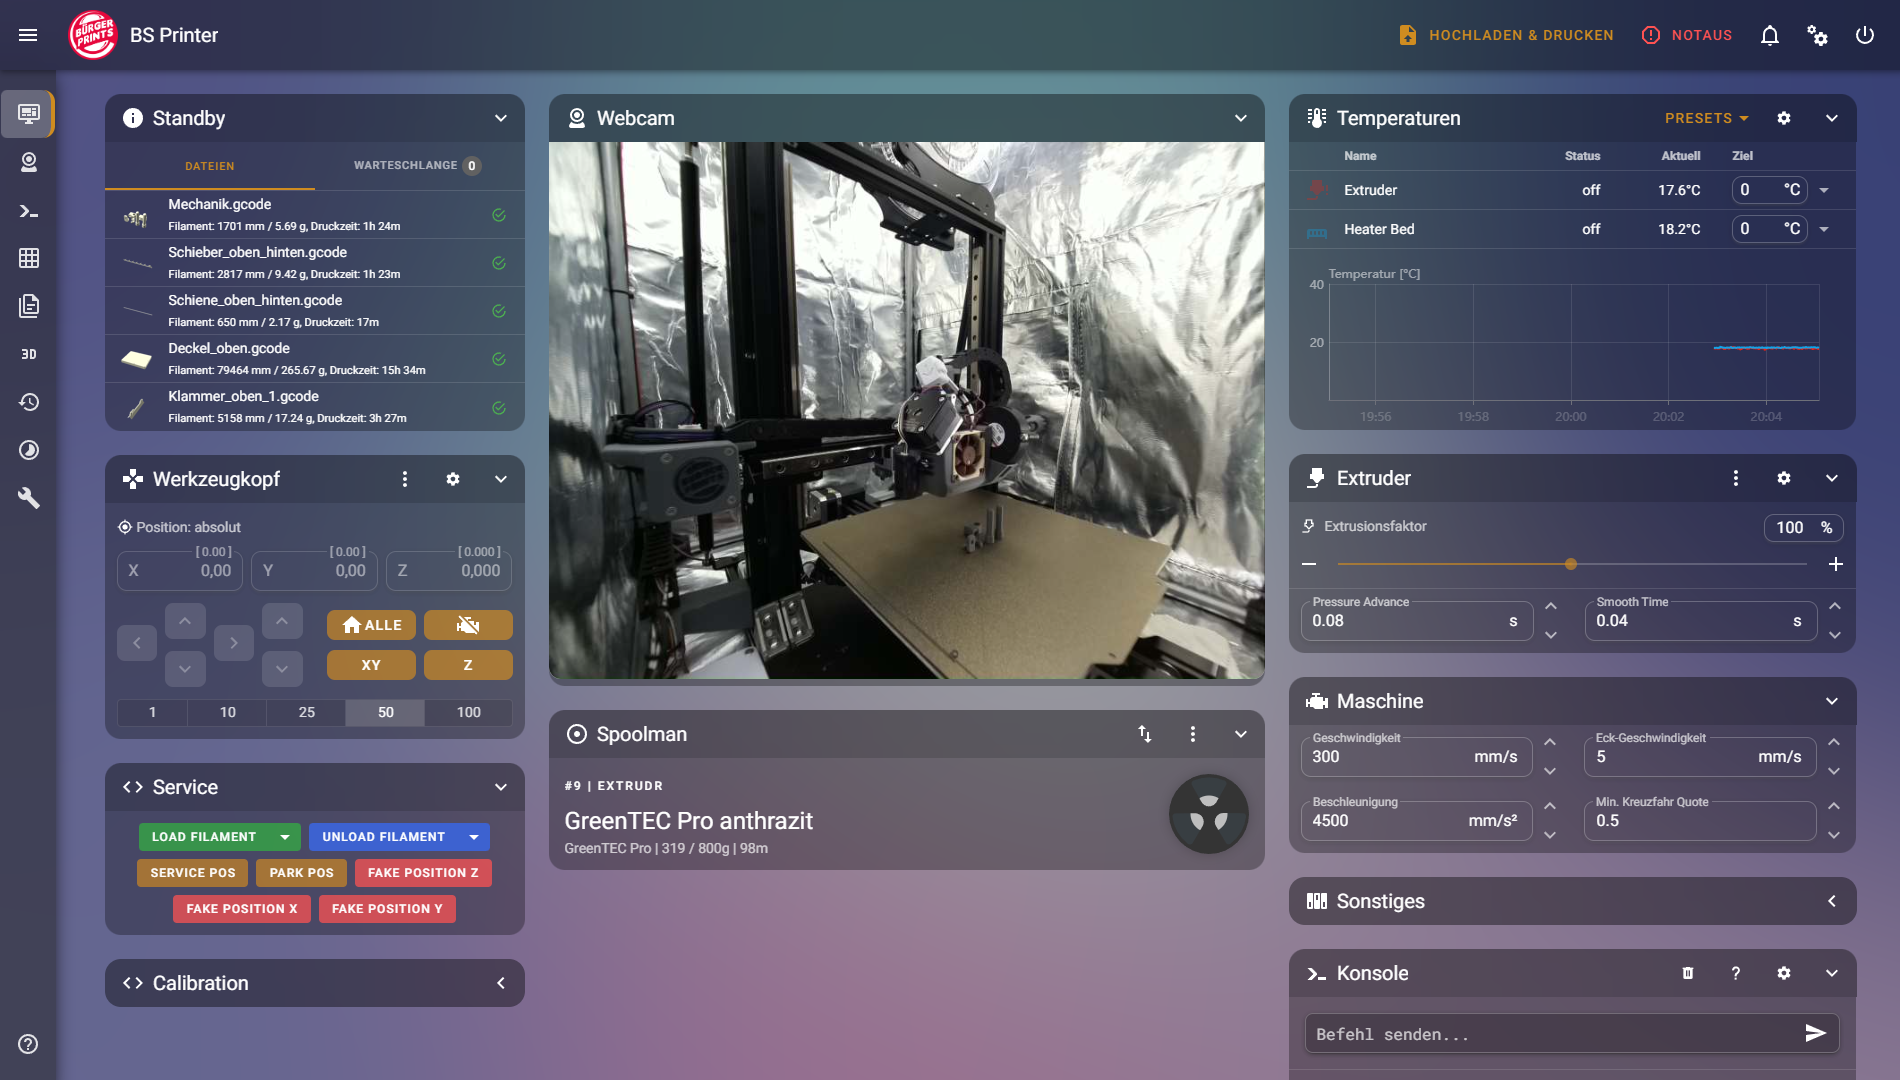 BÜRGER
PRINTS
BS Printer
HOCHLADEN & DRUCKEN
NOTAUS
3D
Standby
DATEIEN
WARTESCHLANGE 0
Mechanik.gcode
Filament: 1701 mm / 5.69 g, Druckzeit: 1h 24m
Schieber_oben_hinten.gcode
Filament: 2817 mm / 9.42 g, Druckzeit: 1h 23m
Schiene_oben_hinten.gcode
Filament: 650 mm / 2.17 g, Druckzeit: 17m
Deckel_oben.gcode
Filament: 79464 mm / 265.67 g, Druckzeit: 15h 34m
Klammer_oben_1.gcode
Filament: 5158 mm / 17.24 g, Druckzeit: 3h 27m
Werkzeugkopf
Position: absolut
[ 0.00 ] [ 0.00 ] [ 0.000 ]
X 0,00 Y 0,00 Z 0,000
ALLE
XY Z
1 10 25 50 100
Service
LOAD FILAMENT UNLOAD FILAMENT
SERVICE POS PARK POS FAKE POSITION Z
FAKE POSITION X FAKE POSITION Y
Calibration
Webcam
Spoolman
#9 | EXTRUDR
GreenTEC Pro anthrazit
GreenTEC Pro | 319 / 800g | 98m
Temperaturen
PRESETS
Name Status Aktuell Ziel
Extruder off 17.6°C 0 °C
Heater Bed off 18.2°C 0 °C
Temperatur [°C]
40
20
19:56 19:58 20:00 20:02 20:04
Extruder
Extrusionsfaktor 100 %
Pressure Advance Smooth Time
0.08 s 0.04 s
Maschine
Geschwindigkeit Eck-Geschwindigkeit
300 mm/s 5 mm/s
Beschleunigung Min. Kreuzfahr Quote
4500 mm/s² 0.5
Sonstiges
Konsole
Befehl senden...